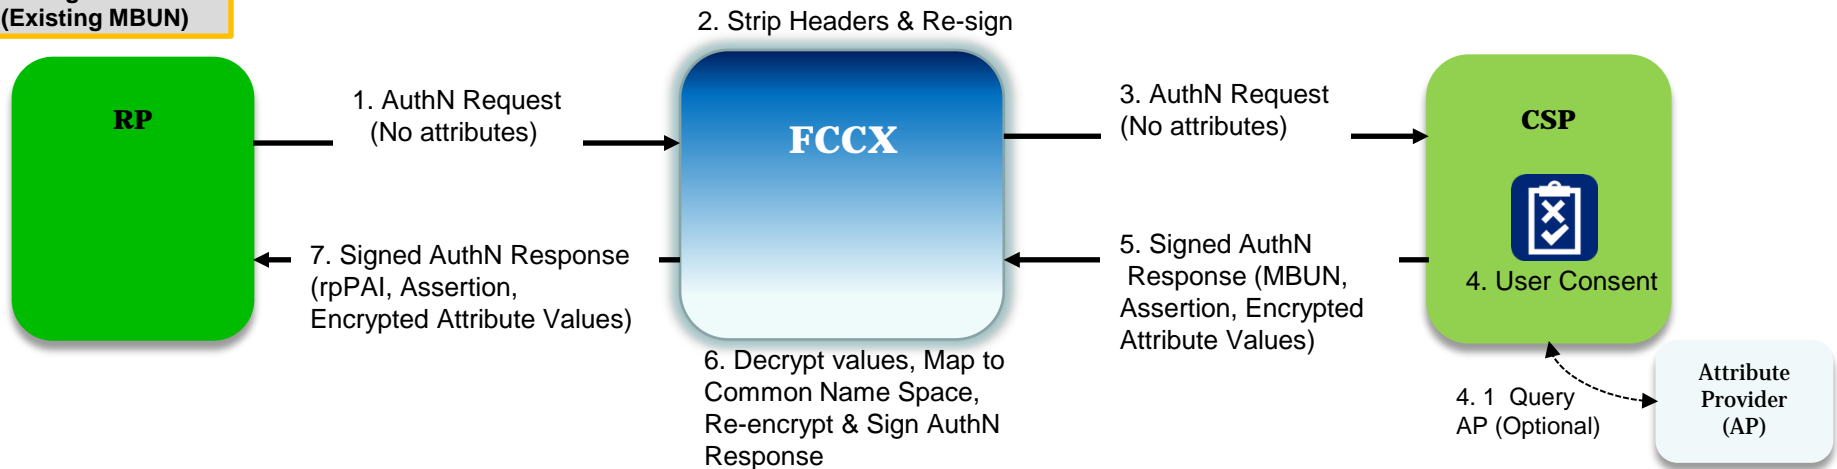 (Existing MBUN)
2. Strip Headers & Re-sign
RP
1. AuthN Request
(No attributes)
FCCX
3. AuthN Request
(No attributes)
CSP
7. Signed AuthN Response
(rpPAI, Assertion,
Encrypted Attribute Values)
5. Signed AuthN
Response (MBUN,
Assertion, Encrypted
Attribute Values)
4. User Consent
6. Decrypt values, Map to
Common Name Space,
Re-encrypt & Sign AuthN
Response
4. 1 Query
AP (Optional)
Attribute
Provider
(AP)